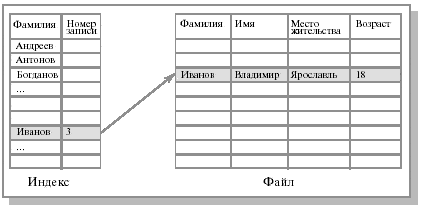 Фамилия Номер записи
Андреев
Антонов
Богданов
...
Иванов 3
...
Индекс
Фамилия Имя Место жительства Возраст
Иванов Владимир Ярославль 18
Файл